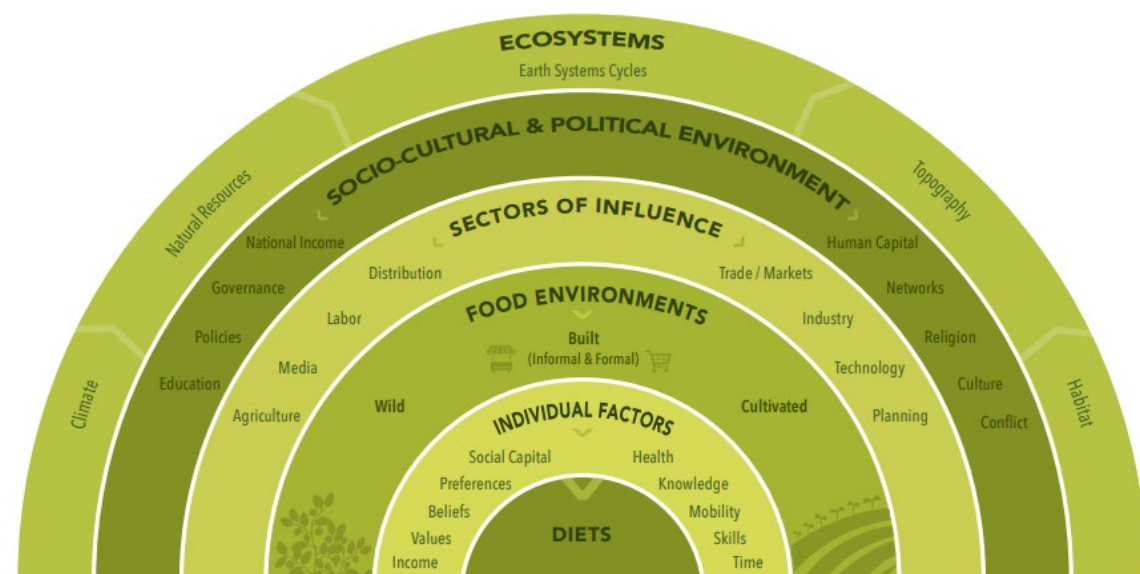 ECOSYSTEMS
Earth Systems Cycles
Natural Resources
Topography
Climate
Habitat
SOCIO-CULTURAL & POLITICAL ENVIRONMENT
National Income
Human Capital
Governance
Networks
Policies
Religion
Education
Culture
Conflict
SECTORS OF INFLUENCE
Distribution
Trade / Markets
Labor
Industry
Media
Technology
Agriculture
Planning
FOOD ENVIRONMENTS
Built
(Informal & Formal)
Wild
Cultivated
INDIVIDUAL FACTORS
Social Capital
Health
Preferences
Knowledge
Beliefs
Mobility
Values
Skills
Income
Time
DIETS